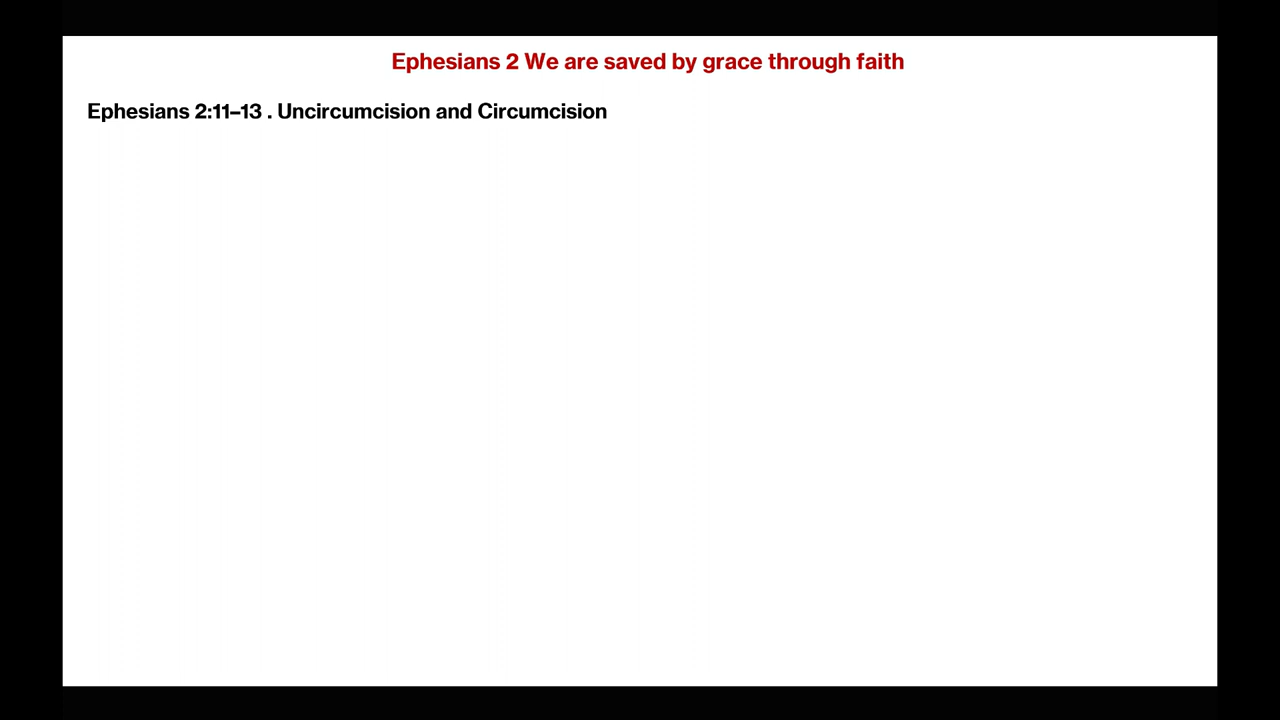 Ephesians 2 We are saved by grace through faith
Ephesians 2:11–13 . Uncircumcision and Circumcision